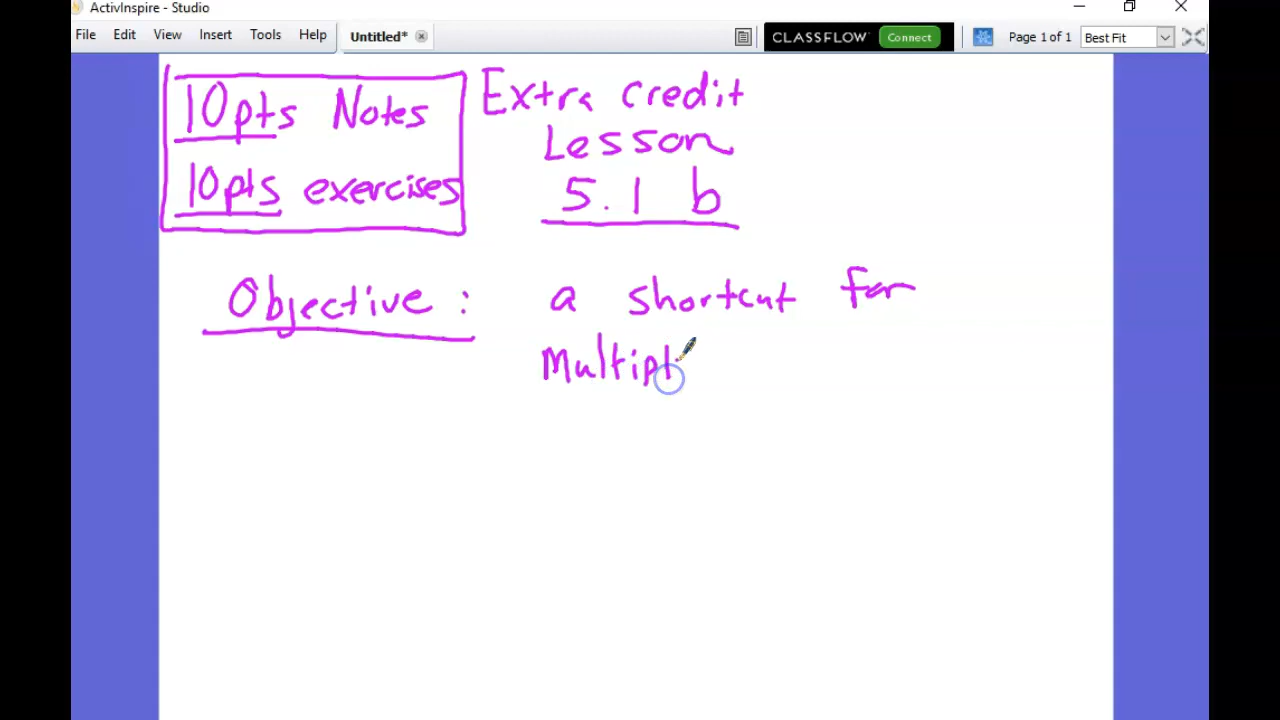 ActivInspire - Studio
File Edit View Insert Tools Help Untitled* CLASSFLOW Connect Page 1 of 1 Best Fit
10pts Notes
10pts exercises
Extra credit
Lesson
5.1 b
Objective: a shortcut for
Multipl